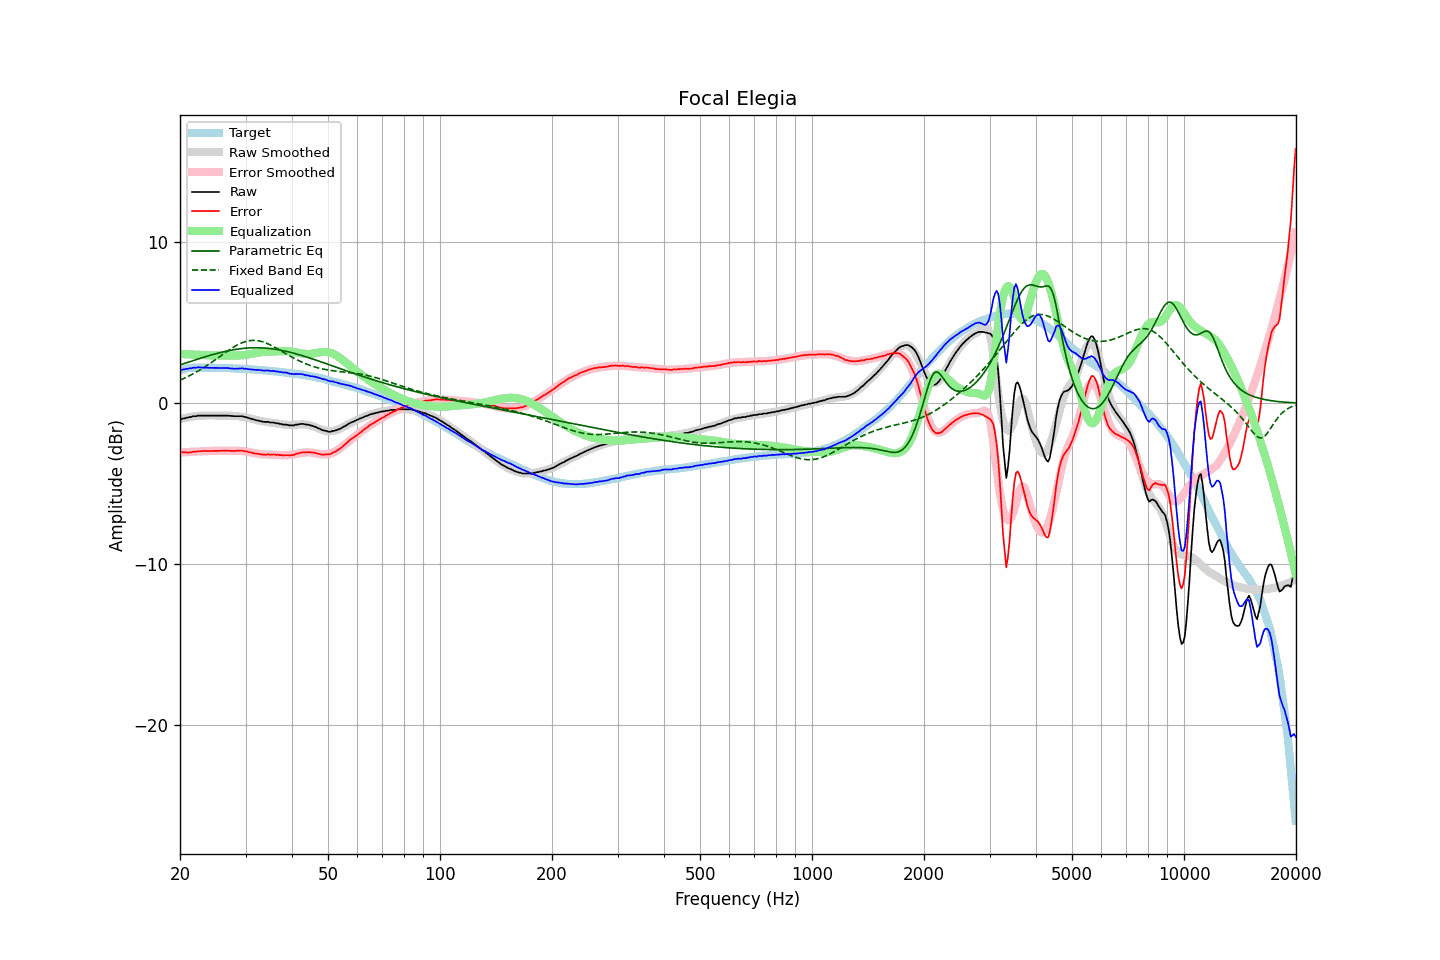 Focal Elegia
Target
Raw Smoothed
Error Smoothed
Raw
Error
Equalization
Parametric Eq
Fixed Band Eq
Equalized
Amplitude (dBr)
10
0
−10
−20
20
50
100
200
500
1000
2000
5000
10000
20000
Frequency (Hz)